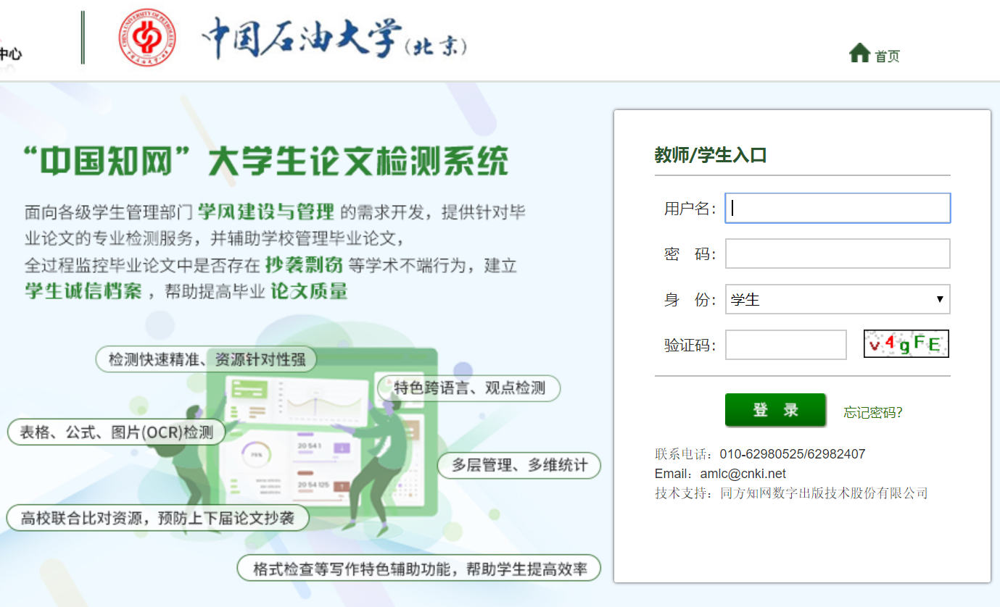 中心
中国石油大学(北京)
首页
“中国知网”大学生论文检测系统
面向各级学生管理部门 学风建设与管理 的需求开发，提供针对毕
业论文的专业检测服务，并辅助学校管理毕业论文，
全过程监控毕业论文中是否存在 抄袭剽窃 等学术不端行为，建立
学生诚信档案 ，帮助提高毕业 论文质量
检测快速精准、资源针对性强
特色跨语言、观点检测
表格、公式、图片(OCR)检测
75%
20 54 1
多层管理、多维统计
20 54 125
高校联合比对资源，预防上下届论文抄袭
格式检查等写作特色辅助功能，帮助学生提高效率
教师/学生入口
用户名：
密 码：
身 份： 学生
验证码： v4gFE
登 录 忘记密码?
联系电话：010-62980525/62982407
Email：amlc@cnki.net
技术支持：同方知网数字出版技术股份有限公司